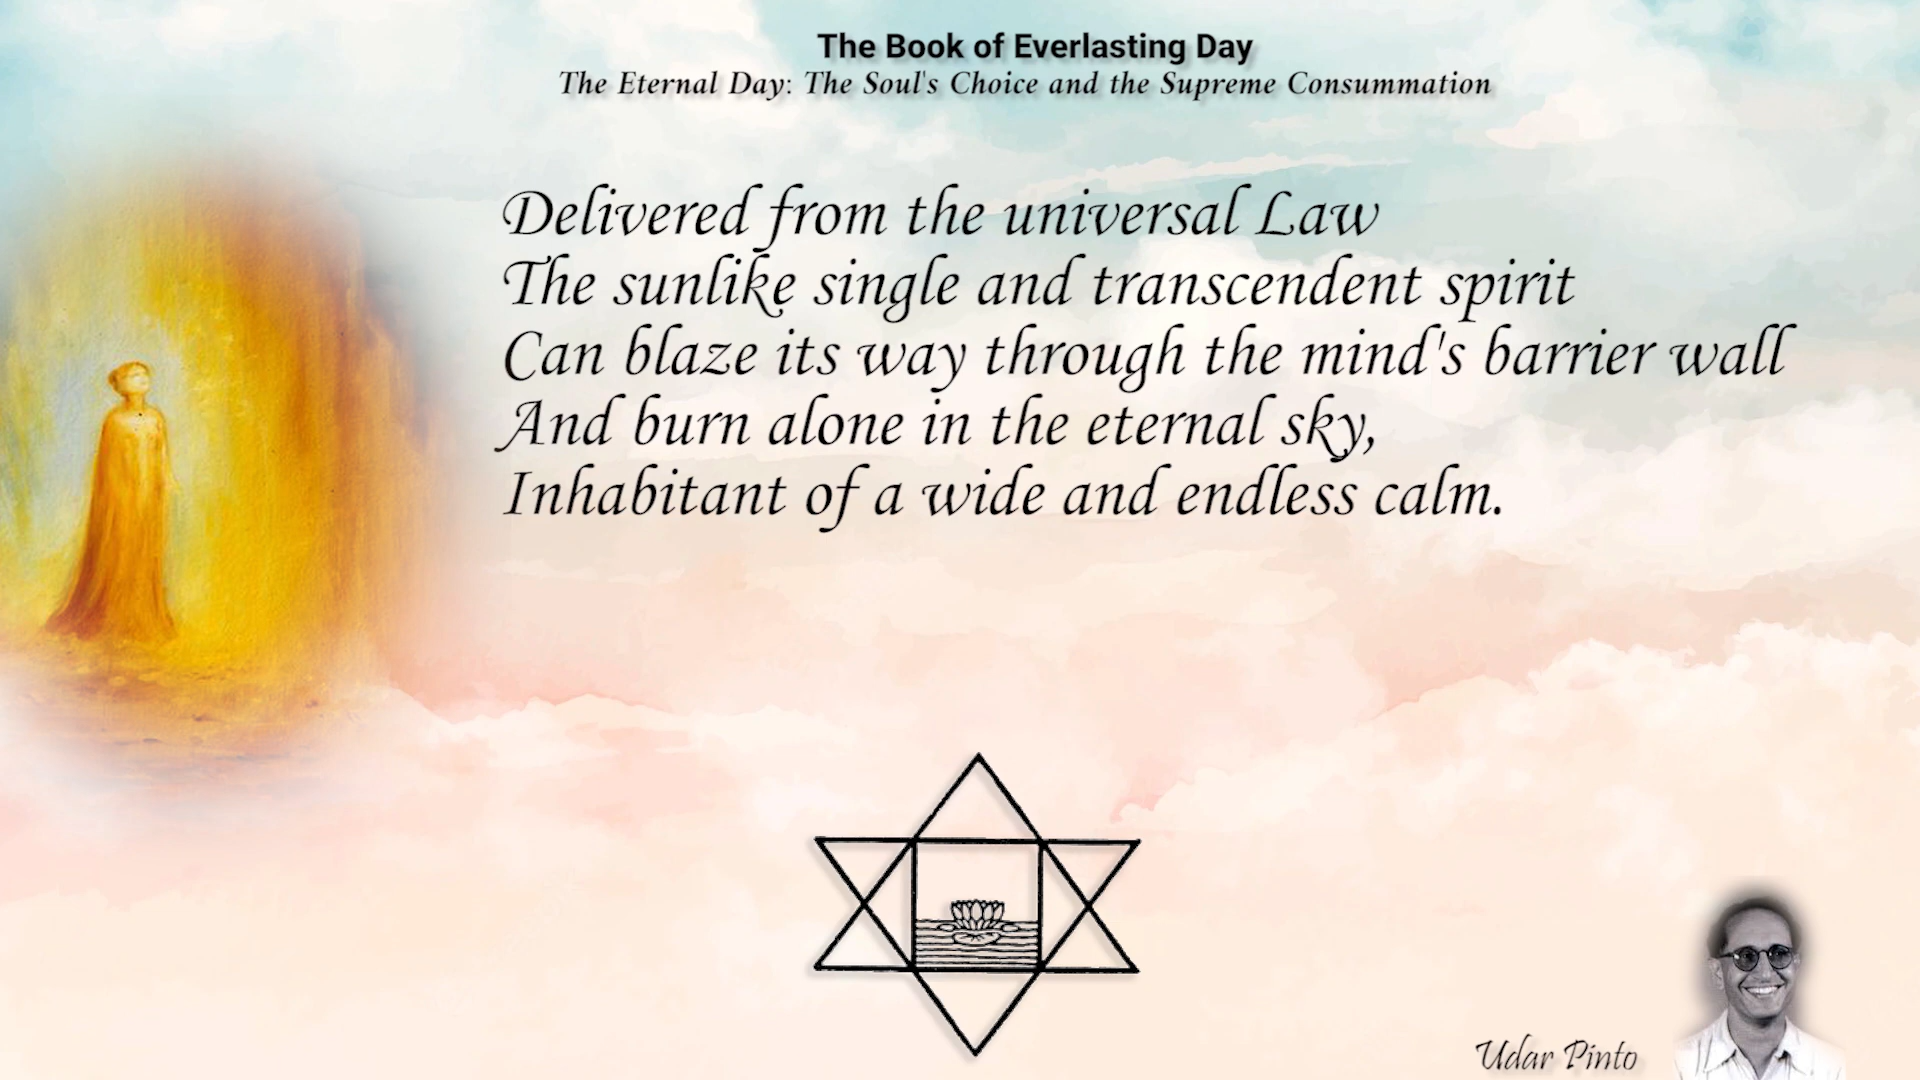 The Book of Everlasting Day
The Eternal Day: The Soul's Choice and the Supreme Consummation
Delivered from the universal Law
The sunlike single and transcendent spirit
Can blaze its way through the mind's barrier wall
And burn alone in the eternal sky,
Inhabitant of a wide and endless calm.
Udar Pinto